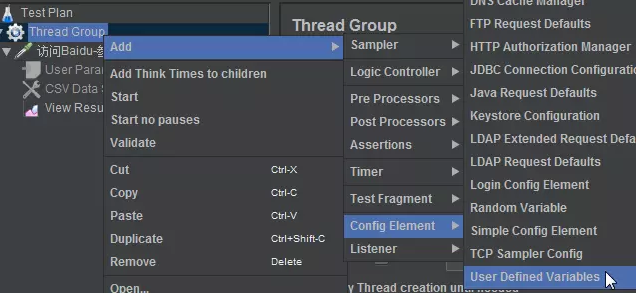 Test Plan
Thread Group
访问Baidu-
User Para
CSV Data S
View Resu
Thread Group
Add
Add Think Times to children
Start
Start no pauses
Validate
Cut Ctrl-X
Copy Ctrl-C
Paste Ctrl-V
Duplicate Ctrl+Shift-C
Remove Delete
Open...
Sampler
Logic Controller
Pre Processors
Post Processors
Assertions
Timer
Test Fragment
Config Element
Listener
DNS Cache Manager
FTP Request Defaults
HTTP Authorization Manager
JDBC Connection Configuratio
Java Request Defaults
Keystore Configuration
LDAP Extended Request Defa
LDAP Request Defaults
Login Config Element
Random Variable
Simple Config Element
TCP Sampler Config
User Defined Variables
y Thread creation until needed